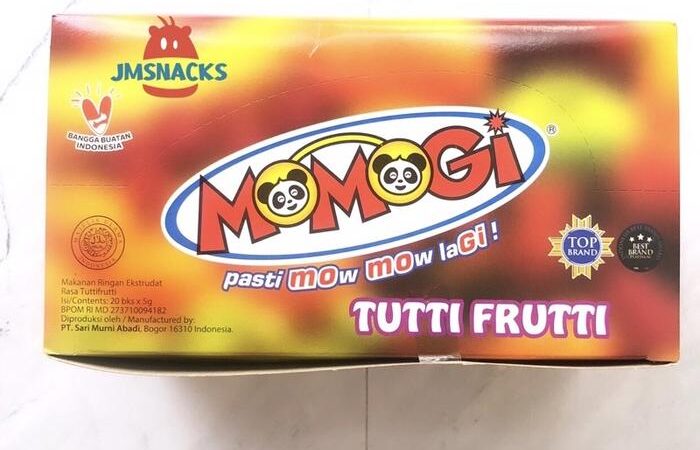 JMSNACKS
BANGGA BUATAN
INDONESIA
MOMOGi
®
pasti mow mow laGi !
TUTTI FRUTTI
TOP
BRAND
BEST
BRAND
INDONESIA
Makanan Ringan Ekstrudat
Rasa Tuttifrutti
Isi/Contents: 20 bks x 5g
BPOM RI MD 273710094182
Diproduksi oleh / Manufactured by:
PT. Sari Murni Abadi. Bogor 16310 Indonesia.